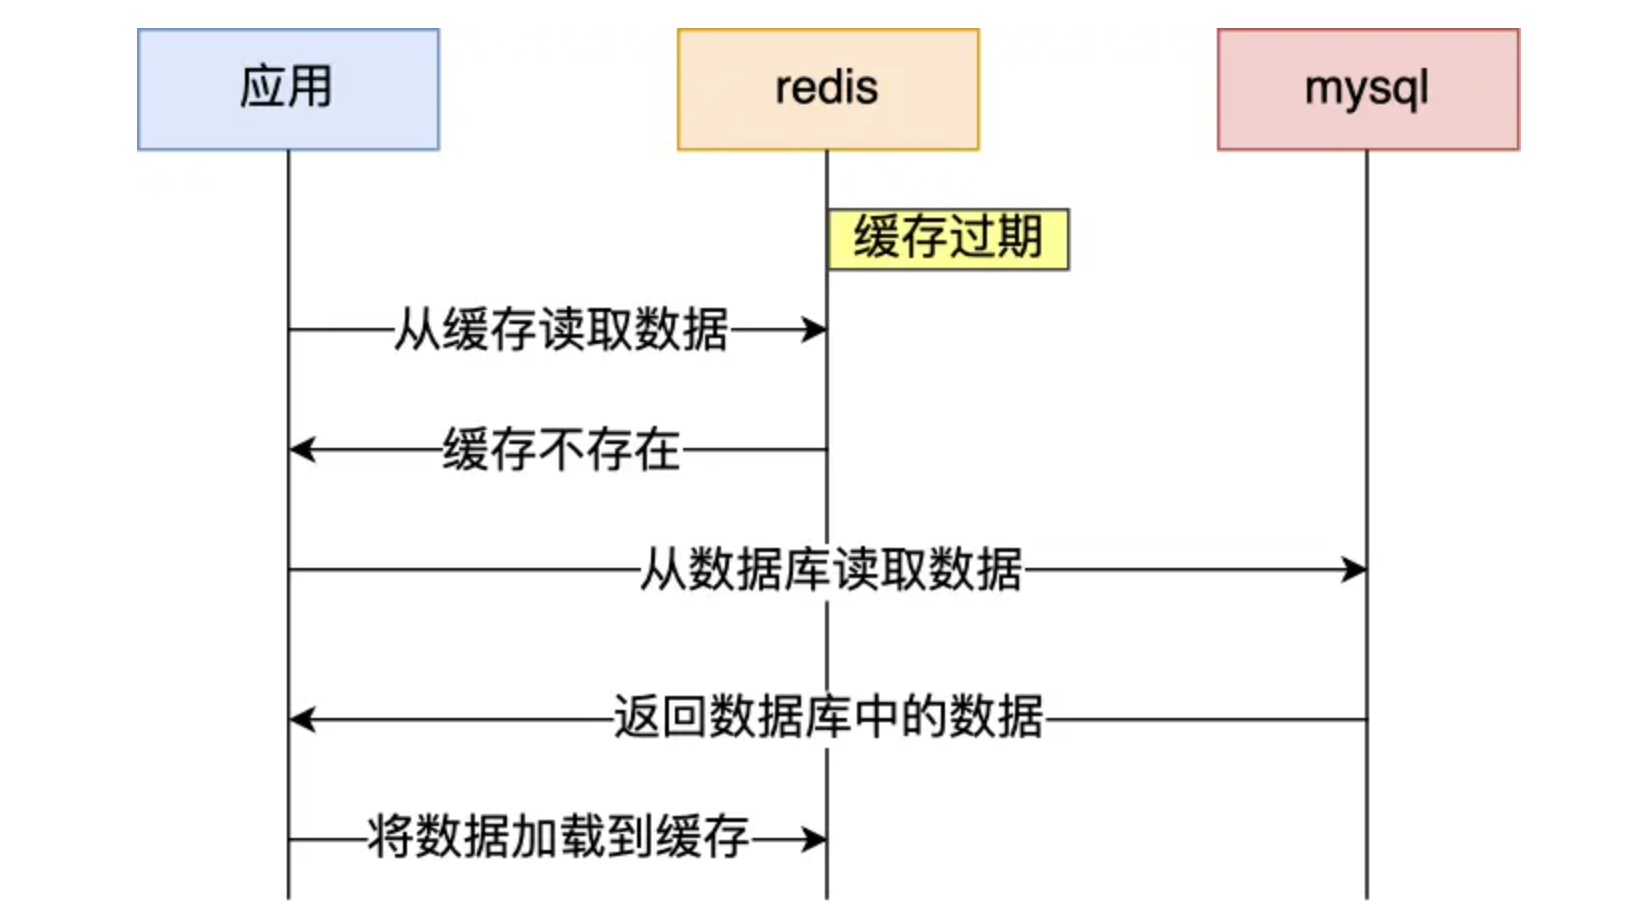 应用
redis
mysql
缓存过期
从缓存读取数据
缓存不存在
从数据库读取数据
返回数据库中的数据
将数据加载到缓存